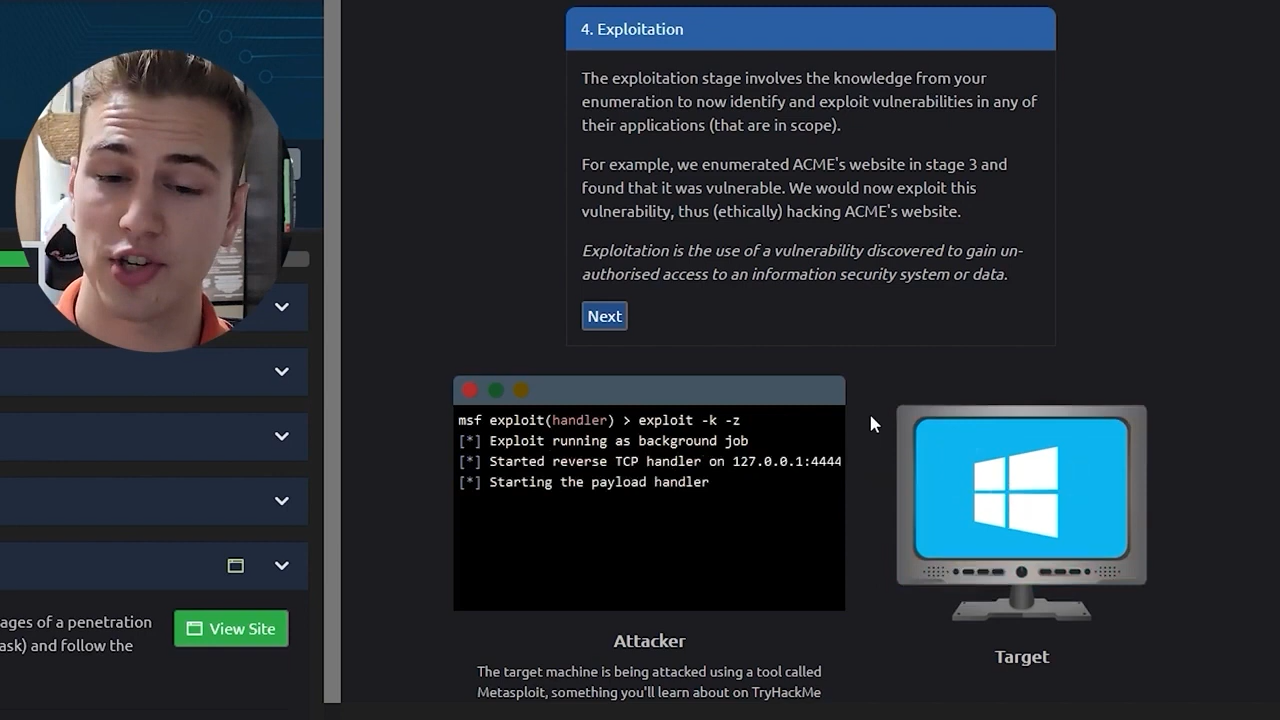 4. Exploitation
The exploitation stage involves the knowledge from your
enumeration to now identify and exploit vulnerabilities in any of
their applications (that are in scope).
For example, we enumerated ACME's website in stage 3 and
found that it was vulnerable. We would now exploit this
vulnerability, thus (ethically) hacking ACME's website.
Exploitation is the use of a vulnerability discovered to gain un-
authorised access to an information security system or data.
Next
msf exploit(handler) > exploit -k -z
[*] Exploit running as background job
[*] Started reverse TCP handler on 127.0.0.1:4444
[*] Starting the payload handler
Attacker
The target machine is being attacked using a tool called
Metasploit, something you'll learn about on TryHackMe
Target
ages of a penetration
ask) and follow the
View Site